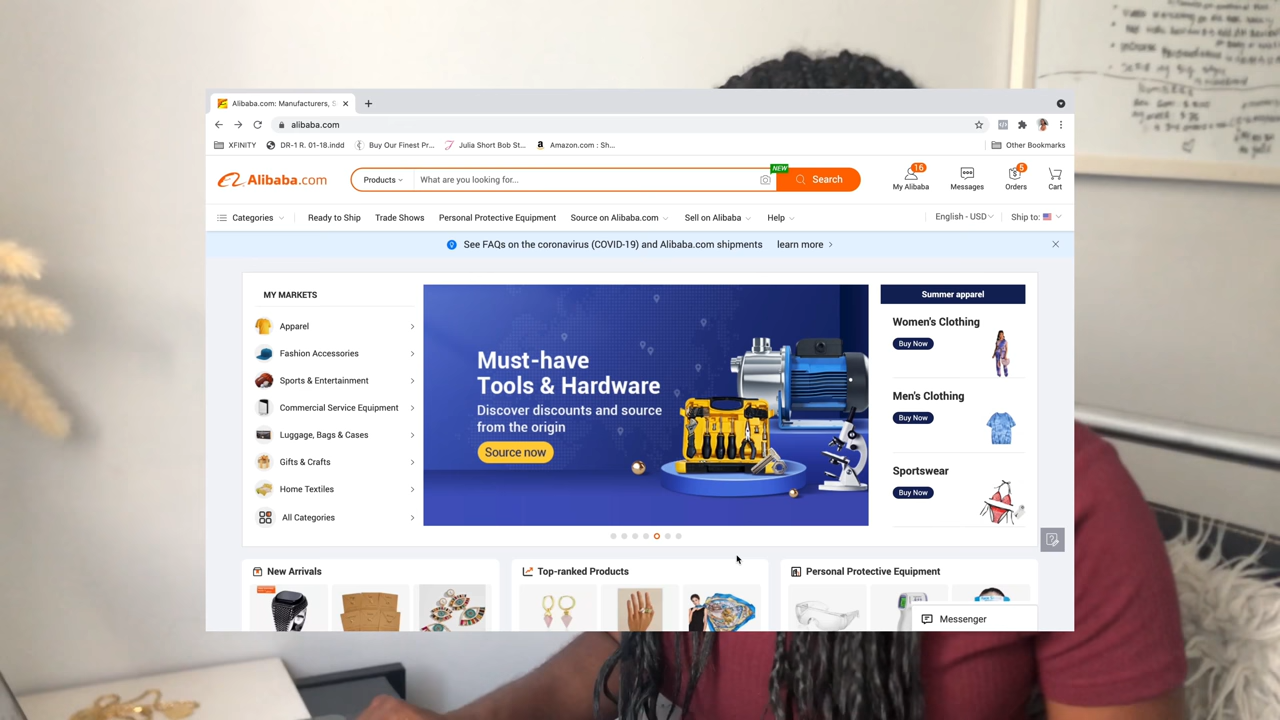 Alibaba.com: Manufacturers, S
alibaba.com
XFINITY
DR-1 R. 01-18.indd
Buy Our Finest Pr...
Julia Short Bob St...
Amazon.com : Sh...
Other Bookmarks
Alibaba.com
Products
What are you looking for...
NEW
Search
16
My Alibaba
Messages
Orders
Cart
Categories
Ready to Ship
Trade Shows
Personal Protective Equipment
Source on Alibaba.com
Sell on Alibaba
Help
English - USD
Ship to:
See FAQs on the coronavirus (COVID-19) and Alibaba.com shipments
learn more
MY MARKETS
Apparel
Fashion Accessories
Sports & Entertainment
Commercial Service Equipment
Luggage, Bags & Cases
Gifts & Crafts
Home Textiles
All Categories
Must-have
Tools & Hardware
Discover discounts and source
from the origin
Source now
Summer apparel
Women's Clothing
Buy Now
Men's Clothing
Buy Now
Sportswear
Buy Now
New Arrivals
Top-ranked Products
Personal Protective Equipment
Messenger